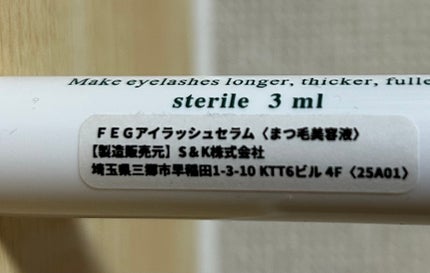 Make eyelashes longer, thicker, fulle
sterile 3 ml
FEGアイラッシュセラム〈まつ毛美容液〉
【製造販売元】S&K株式会社
埼玉県三郷市早稲田1-3-10 KTT6ビル 4F〈25A01〉